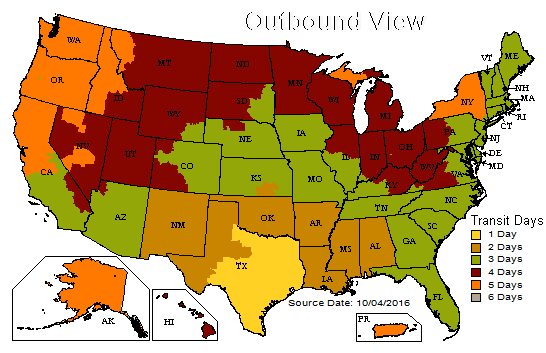 Outbound View
WA
OR
CA
NV
ID
MT
WY
UT
AZ
CO
NM
ND
SD
NE
KS
OK
TX
MN
IA
MO
AR
LA
WI
ID
MI
IN
OH
KY
TN
MS
AL
GA
FL
SC
NC
VA
WV
PA
NY
VT
ME
NH
MA
RI
CT
NJ
DE
MD
AK
HI
PR
Transit Days
1 Day
2 Days
3 Days
4 Days
5 Days
6 Days
Source Date: 10/04/2016